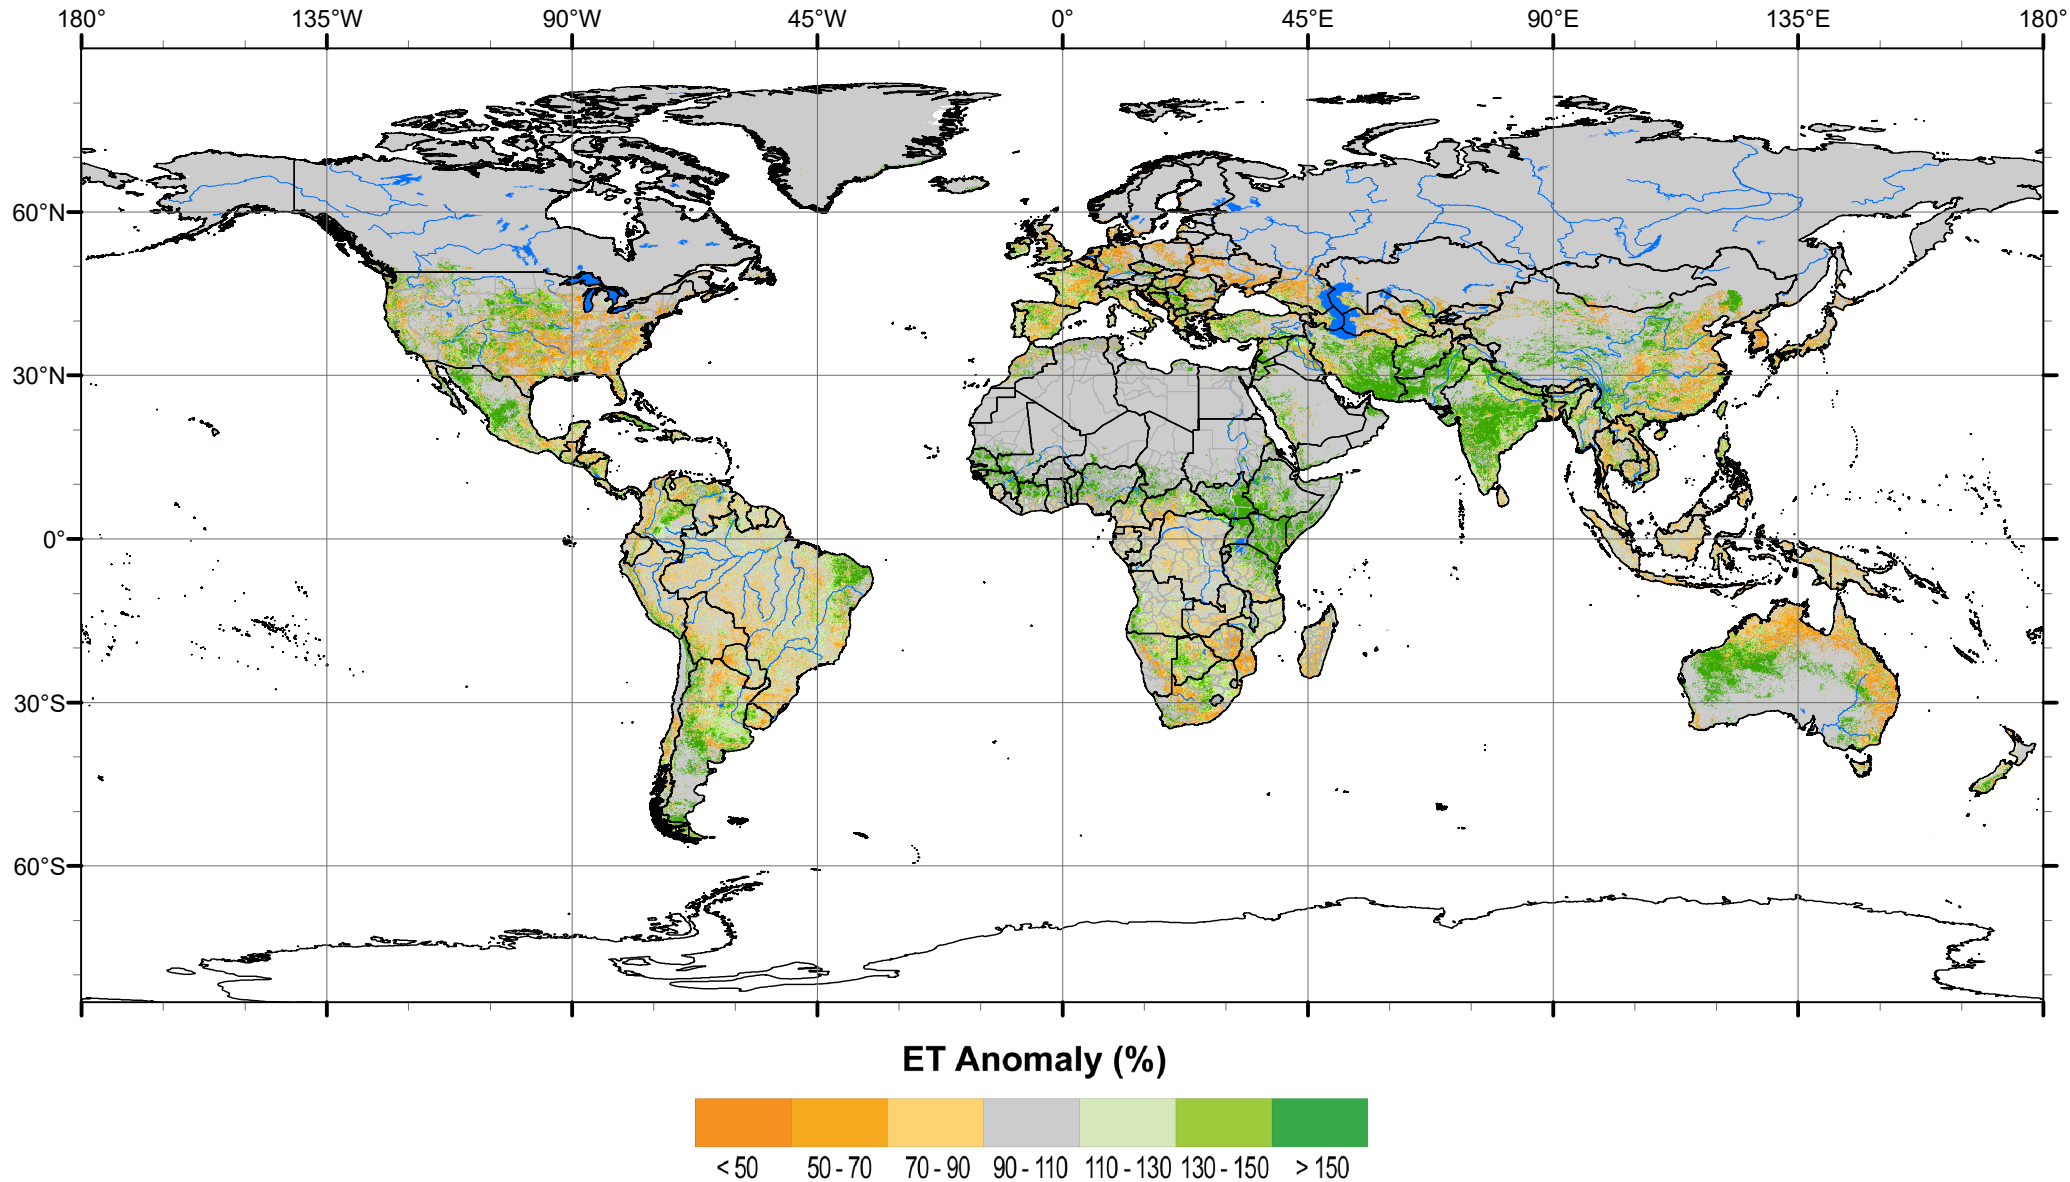 180° 135°W 90°W 45°W 0° 45°E 90°E 135°E 180°
60°N
30°N
0°
30°S
60°S
ET Anomaly (%)
< 50 50 - 70 70 - 90 90 - 110 110 - 130 130 - 150 > 150